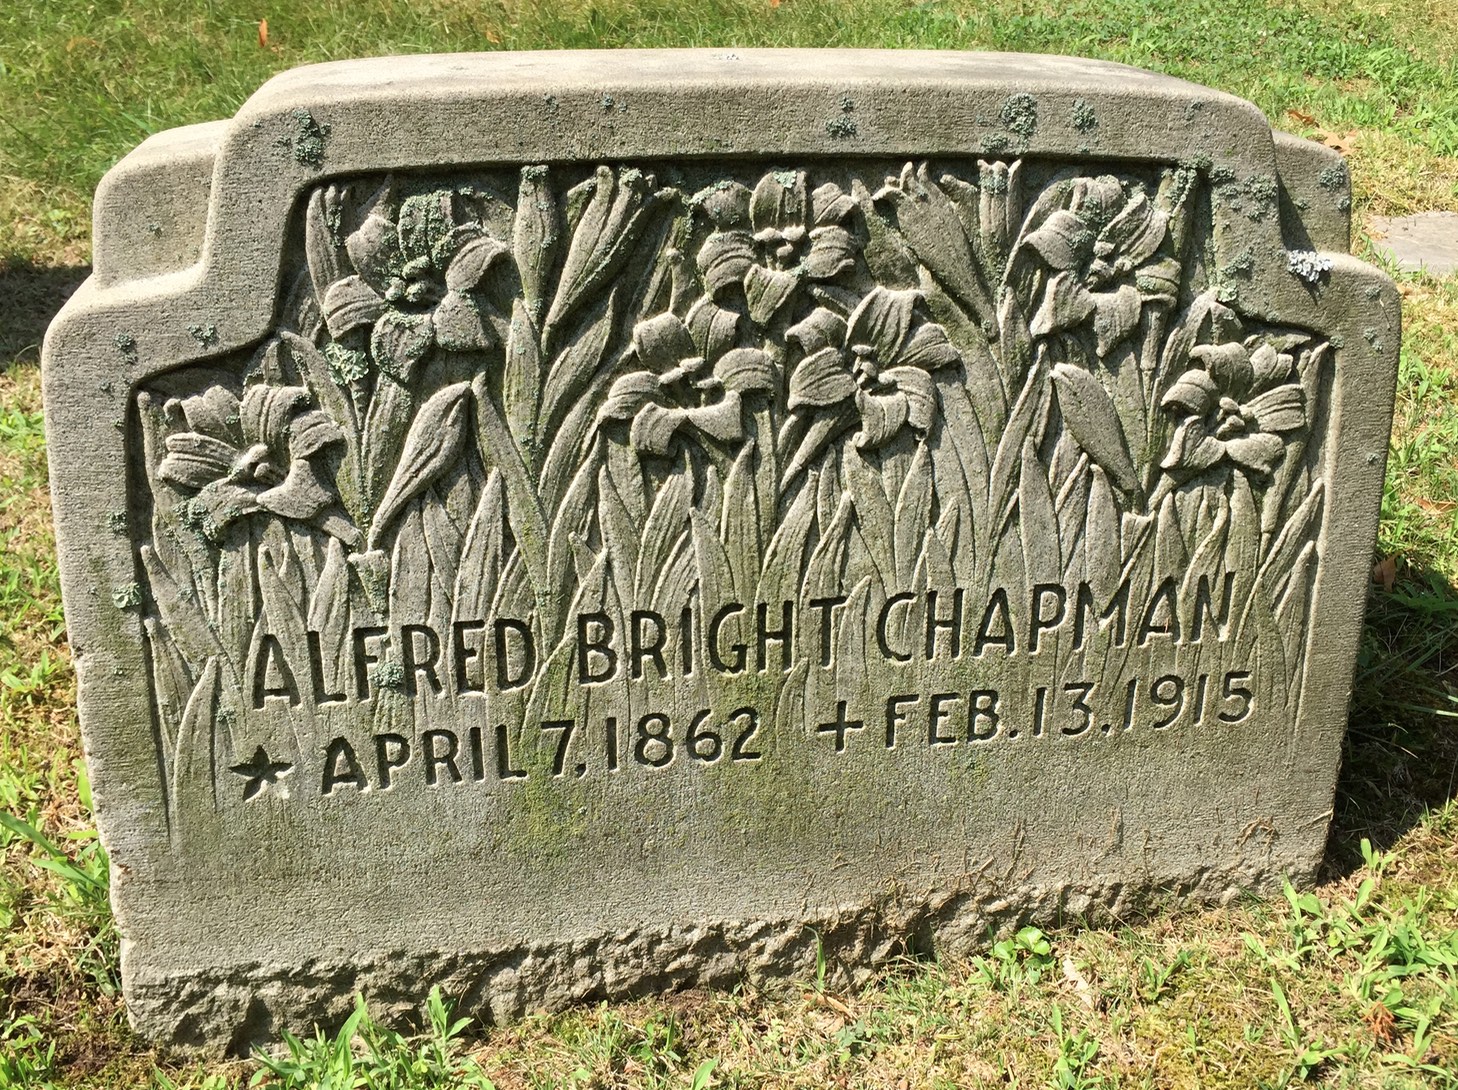 ALFRED BRIGHT CHAPMAN
★ APRIL 7, 1862 + FEB. 13, 1915